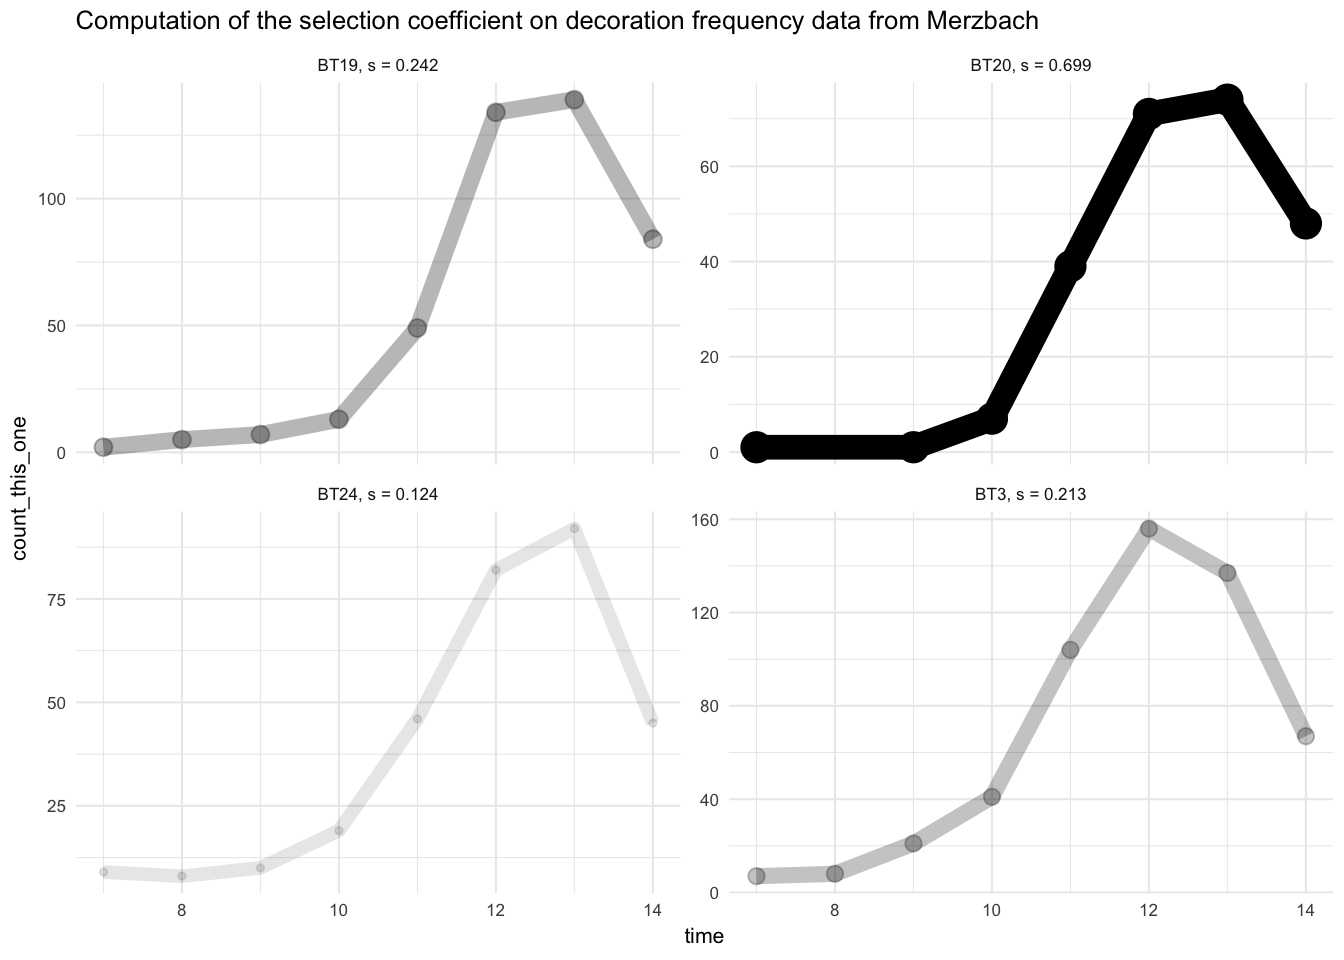 Computation of the selection coefficient on decoration frequency data from Merzbach
BT19, s = 0.242
BT20, s = 0.699
100
50
0
60
40
20
0
count_this_one
BT24, s = 0.124
BT3, s = 0.213
75
50
25
160
120
80
40
0
8 10 12 14
8 10 12 14
time